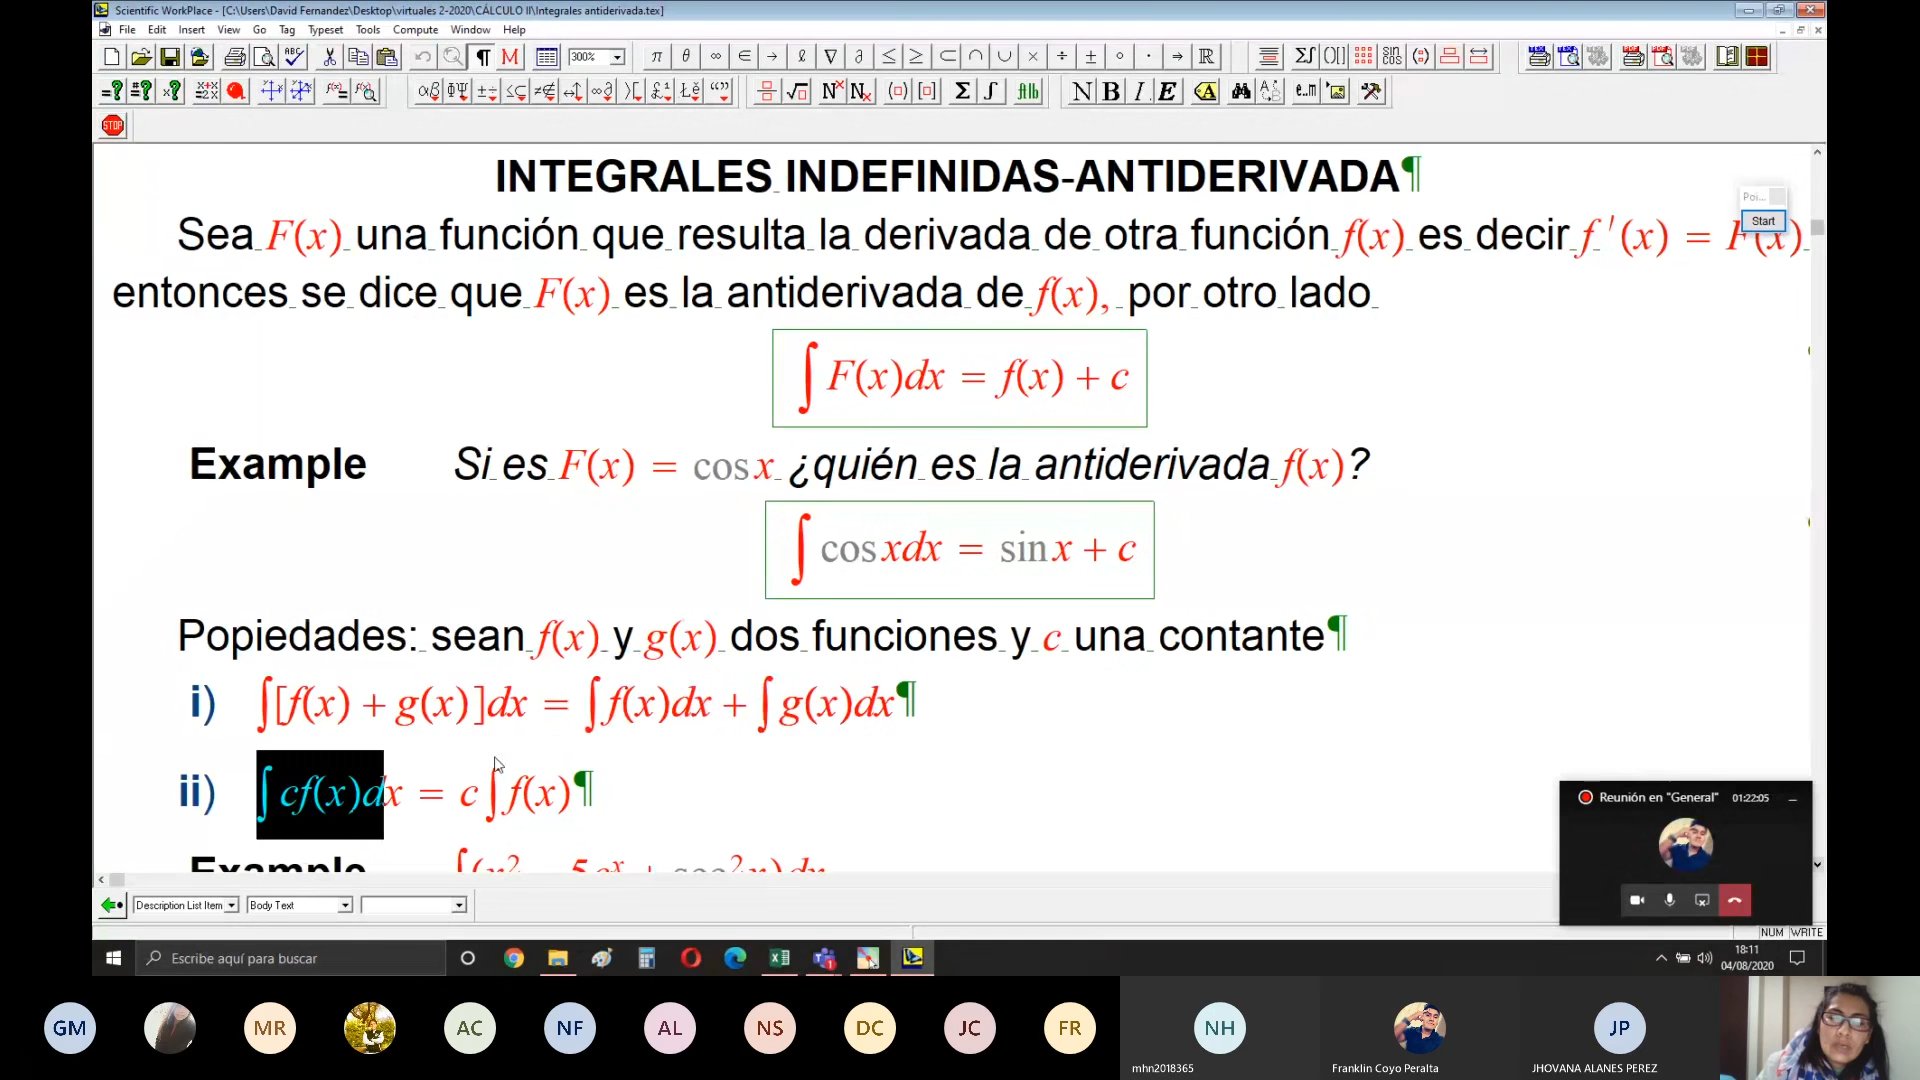 Scientific WorkPlace - [C:\Users\David Fernandez\Desktop\virtuales 2-2020\CÁLCULO II\Integrales antiderivada.tex]
File Edit Insert View Go Tag Typeset Tools Compute Window Help
300%
STOP
INTEGRALES INDEFINIDAS-ANTIDERIVADA¶
Sea F(x) una función que resulta la derivada de otra función f(x) es decir f ′(x) = F(x)
entonces se dice que F(x) es la antiderivada de f(x), por otro lado
∫ F(x)dx = f(x) + c
Example Si es F(x) = cos x ¿quién es la antiderivada f(x)?
∫ cos xdx = sin x + c
Popiedades: sean f(x) y g(x) dos funciones y c una contante¶
i) ∫[f(x) + g(x)]dx = ∫f(x)dx + ∫g(x)dx¶
ii) ∫ cf(x)dx = c∫f(x)¶
Example
Poi...
Start
Reunión en "General" 01:22:05
Description List Item Body Text
NUM WRITE
Escribe aquí para buscar
18:11
04/08/2020
GM MR AC NF AL NS DC JC FR NH JP
mhn2018365 Franklin Coyo Peralta JHOVANA ALANES PEREZ